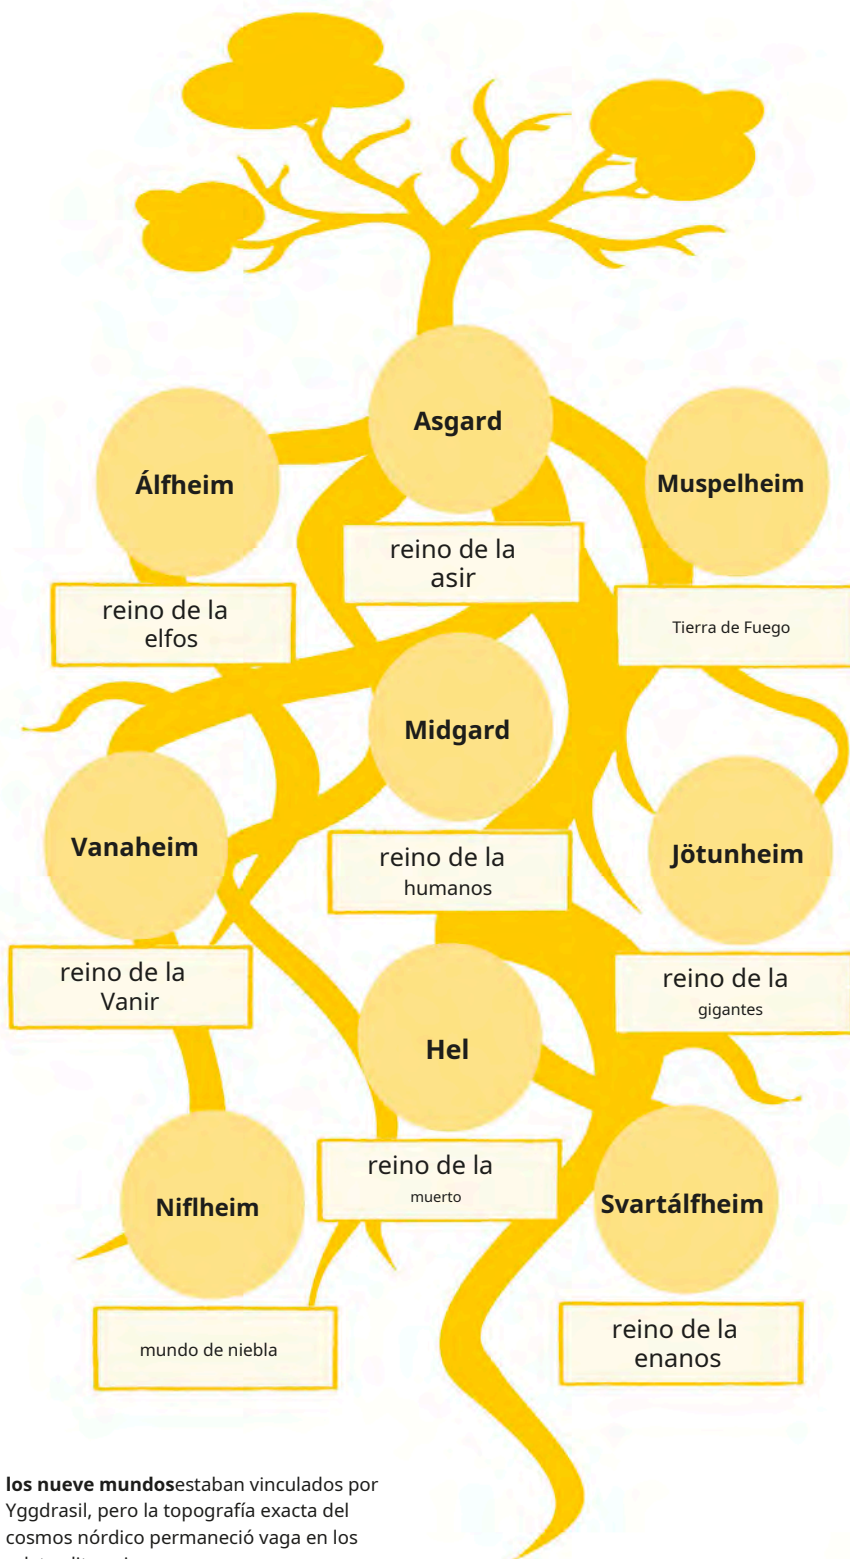 Asgard
Álfheim
Muspelheim
reino de la
asir
reino de la
elfos
Tierra de Fuego
Midgard
Vanaheim
Jötunheim
reino de la
humanos
reino de la
Vanir
reino de la
gigantes
Hel
reino de la
muerto
Niflheim
Svartálfheim
mundo de niebla
reino de la
enanos
los nueve mundosestaban vinculados por
Yggdrasil, pero la topografía exacta del
cosmos nórdico permaneció vaga en los